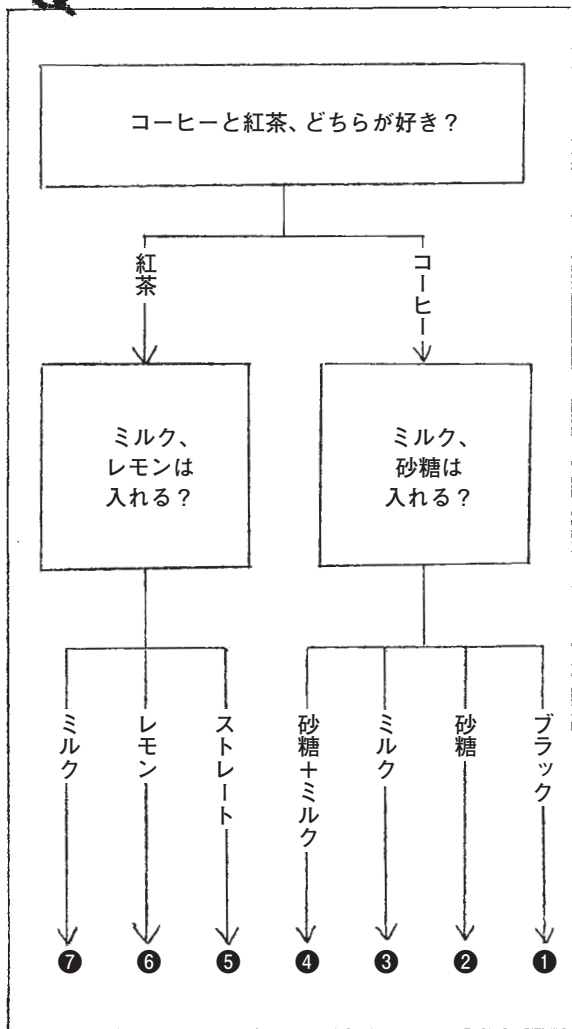 コーヒーと紅茶、どちらが好き？
コーヒー
紅茶
ミルク、
砂糖は
入れる？
ミルク、
レモンは
入れる？
ブラック
砂糖
ミルク
砂糖＋ミルク
ストレート
レモン
ミルク
❶
❷
❸
❹
❺
❻
❼